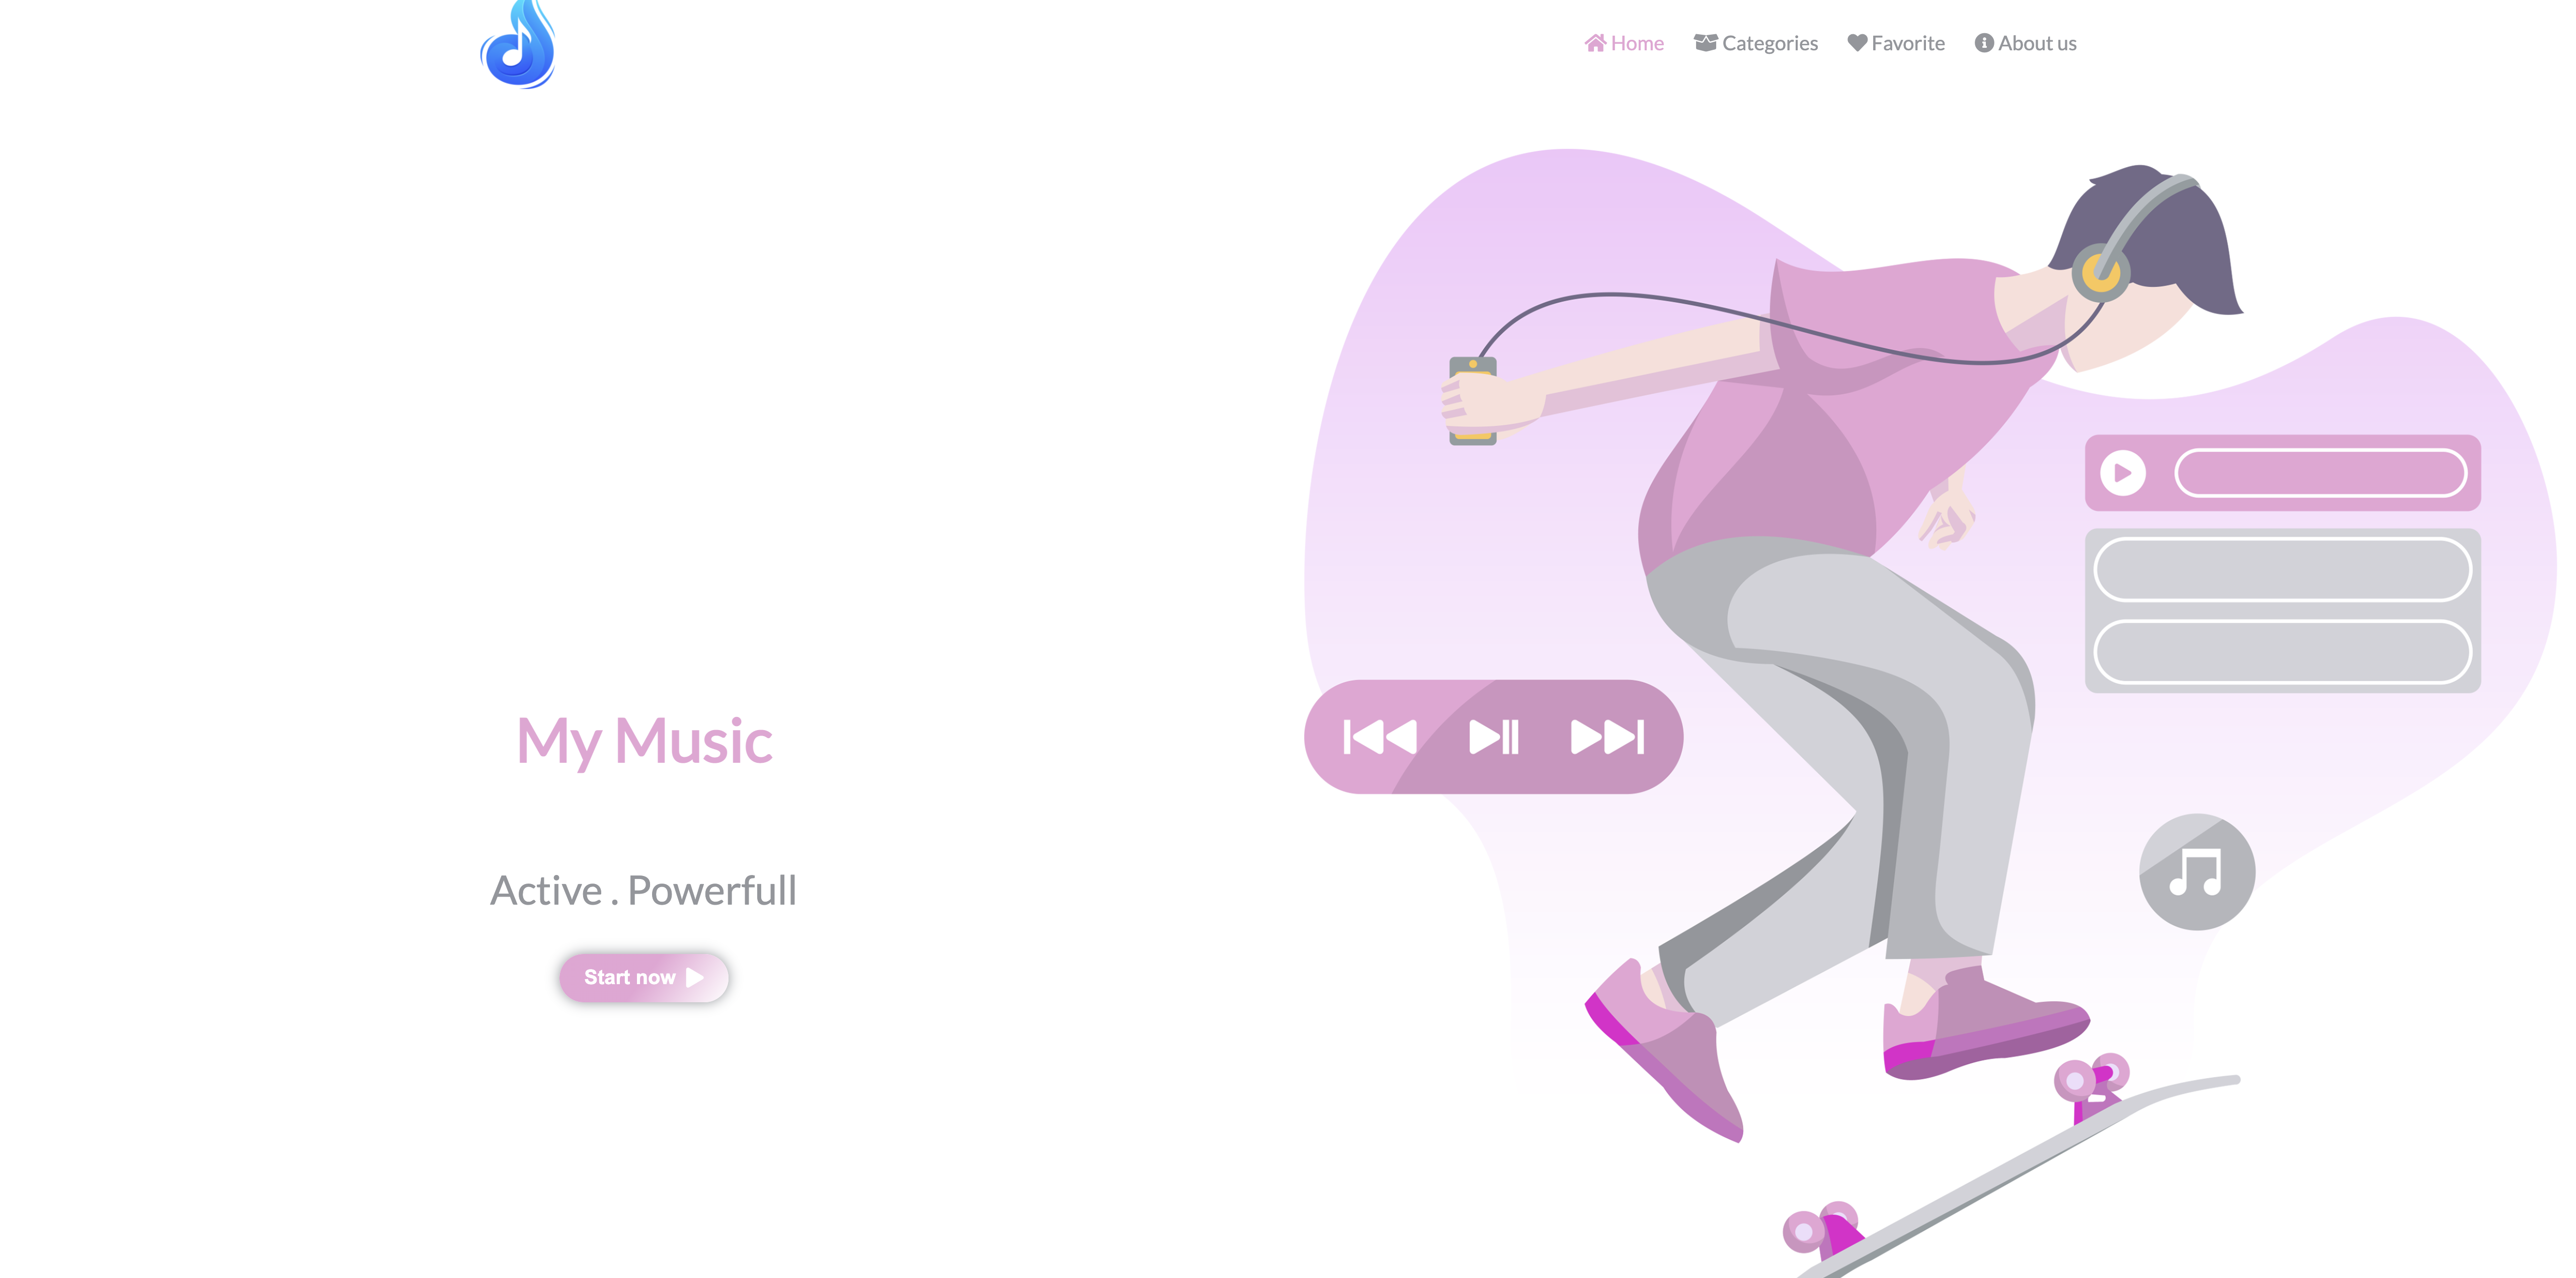 Home Categories Favorite About us
My Music
Active . Powerfull
Start now